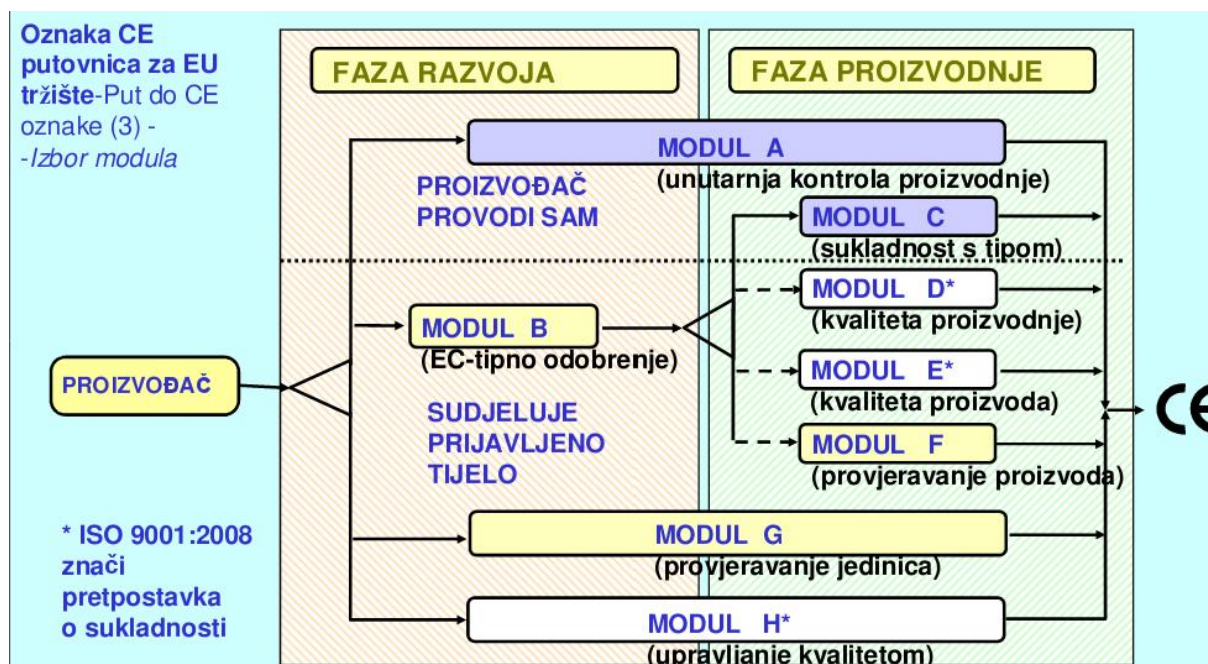 Oznaka CE
putovnica za EU
tržište-Put do CE
oznake (3) -
-Izbor modula
FAZA RAZVOJA
FAZA PROIZVODNJE
MODUL A
(unutarnja kontrola proizvodnje)
PROIZVOĐAČ
PROVODI SAM
MODUL C
(sukladnost s tipom)
MODUL D*
(kvaliteta proizvodnje)
MODUL B
(EC-tipno odobrenje)
PROIZVOĐAČ
MODUL E*
(kvaliteta proizvoda)
CE
SUDJELUJE
PRIJAVLJENO
TIJELO
MODUL F
(provjeravanje proizvoda)
* ISO 9001:2008
znači
pretpostavka
o sukladnosti
MODUL G
(provjeravanje jedinica)
MODUL H*
(upravljanje kvalitetom)